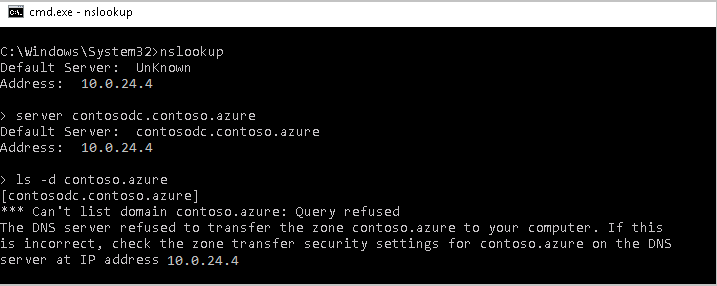 cmd.exe - nslookup
C:\Windows\System32>nslookup
Default Server:  UnKnown
Address:  10.0.24.4
> server contosodc.contoso.azure
Default Server:  contosodc.contoso.azure
Address:  10.0.24.4
> ls -d contoso.azure
[contosodc.contoso.azure]
*** Can't list domain contoso.azure: Query refused
The DNS server refused to transfer the zone contoso.azure to your computer. If this
is incorrect, check the zone transfer security settings for contoso.azure on the DNS
server at IP address 10.0.24.4